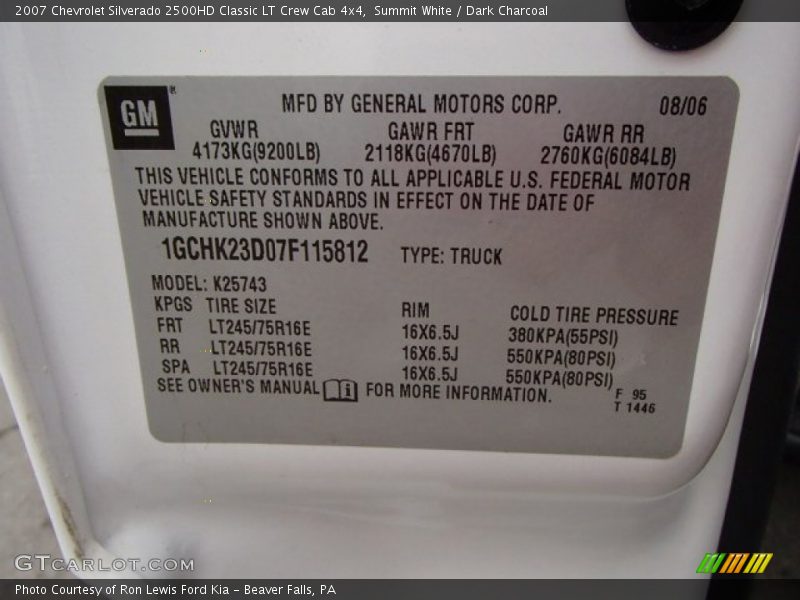 2007 Chevrolet Silverado 2500HD Classic LT Crew Cab 4x4,  Summit White / Dark Charcoal
GM®
MFD BY GENERAL MOTORS CORP. 08/06
GVWR GAWR FRT GAWR RR
4173KG(9200LB) 2118KG(4670LB) 2760KG(6084LB)
THIS VEHICLE CONFORMS TO ALL APPLICABLE U.S. FEDERAL MOTOR
VEHICLE SAFETY STANDARDS IN EFFECT ON THE DATE OF
MANUFACTURE SHOWN ABOVE.
1GCHK23D07F115812 TYPE: TRUCK
MODEL: K25743
KPGS TIRE SIZE RIM COLD TIRE PRESSURE
FRT LT245/75R16E 16X6.5J 380KPA(55PSI)
RR LT245/75R16E 16X6.5J 550KPA(80PSI)
SPA LT245/75R16E 16X6.5J 550KPA(80PSI)
SEE OWNER'S MANUAL i FOR MORE INFORMATION. F 95
T 1446
GTCARLOT.COM
Photo Courtesy of Ron Lewis Ford Kia – Beaver Falls, PA